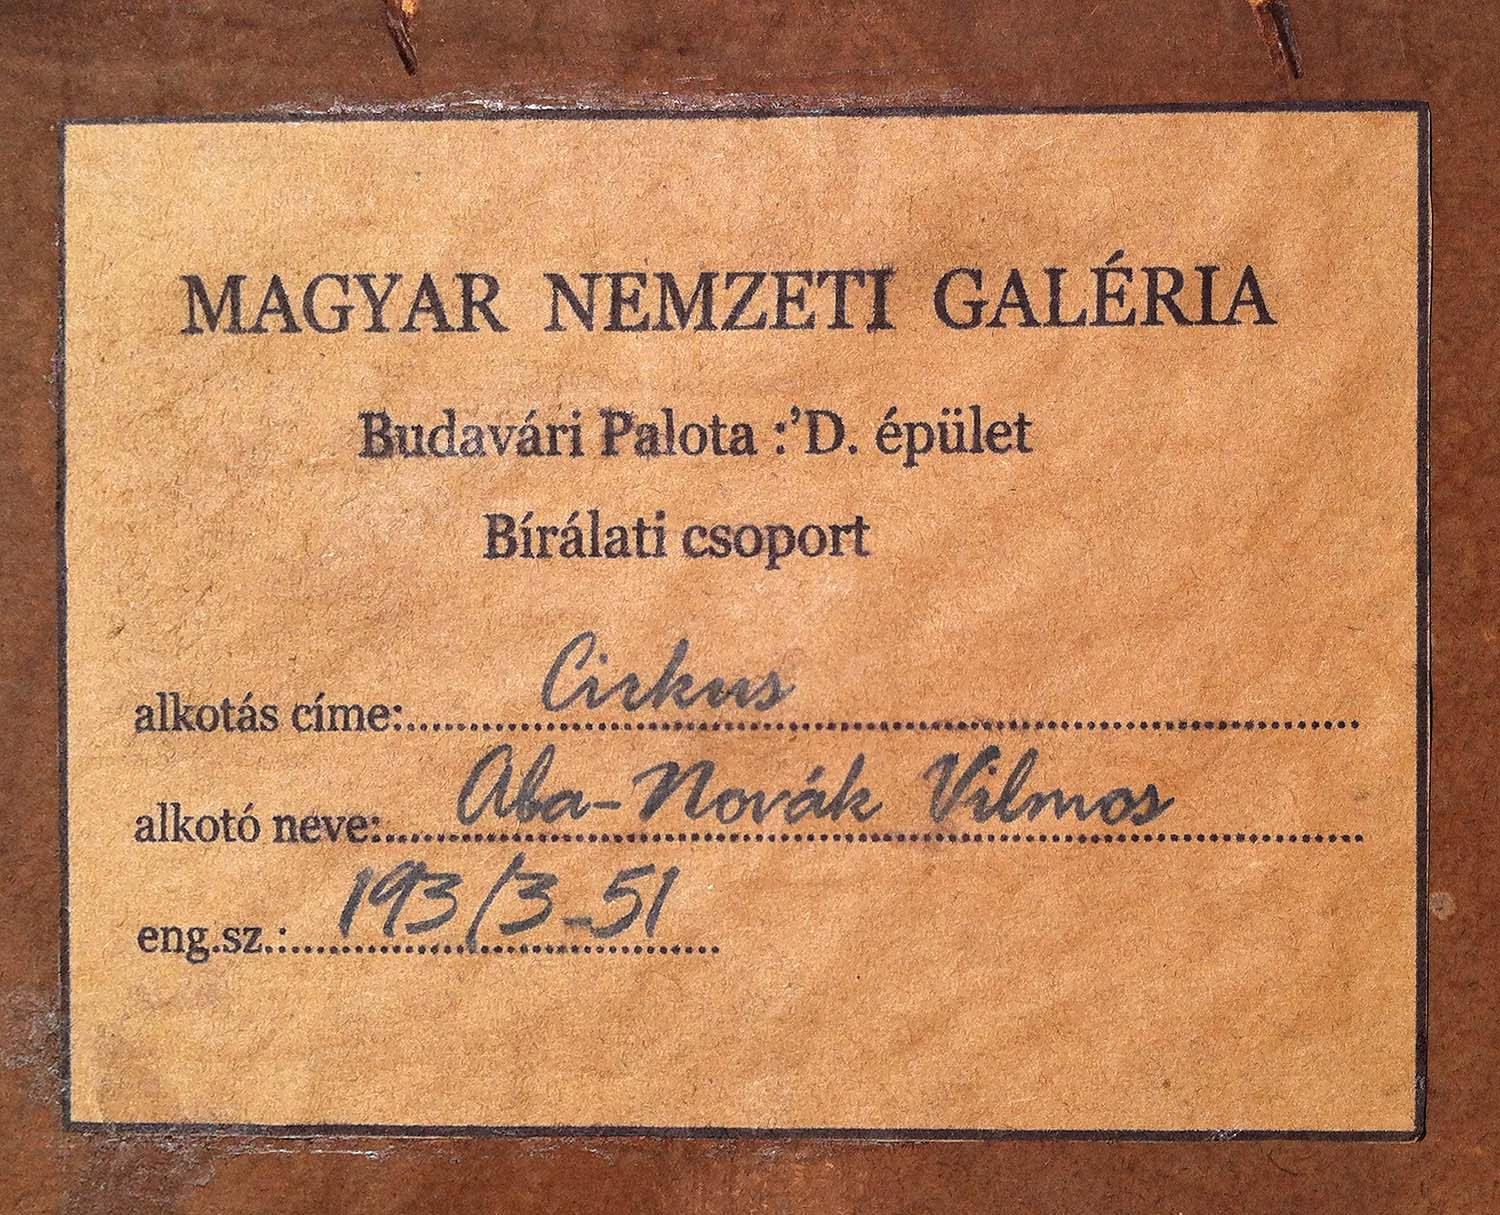 MAGYAR NEMZETI GALÉRIA
Budavári Palota :'D. épület
Bírálati csoport
alkotás címe: Cirkus
alkotó neve: Aba-Novák Vilmos
eng.sz.: 193/3-51